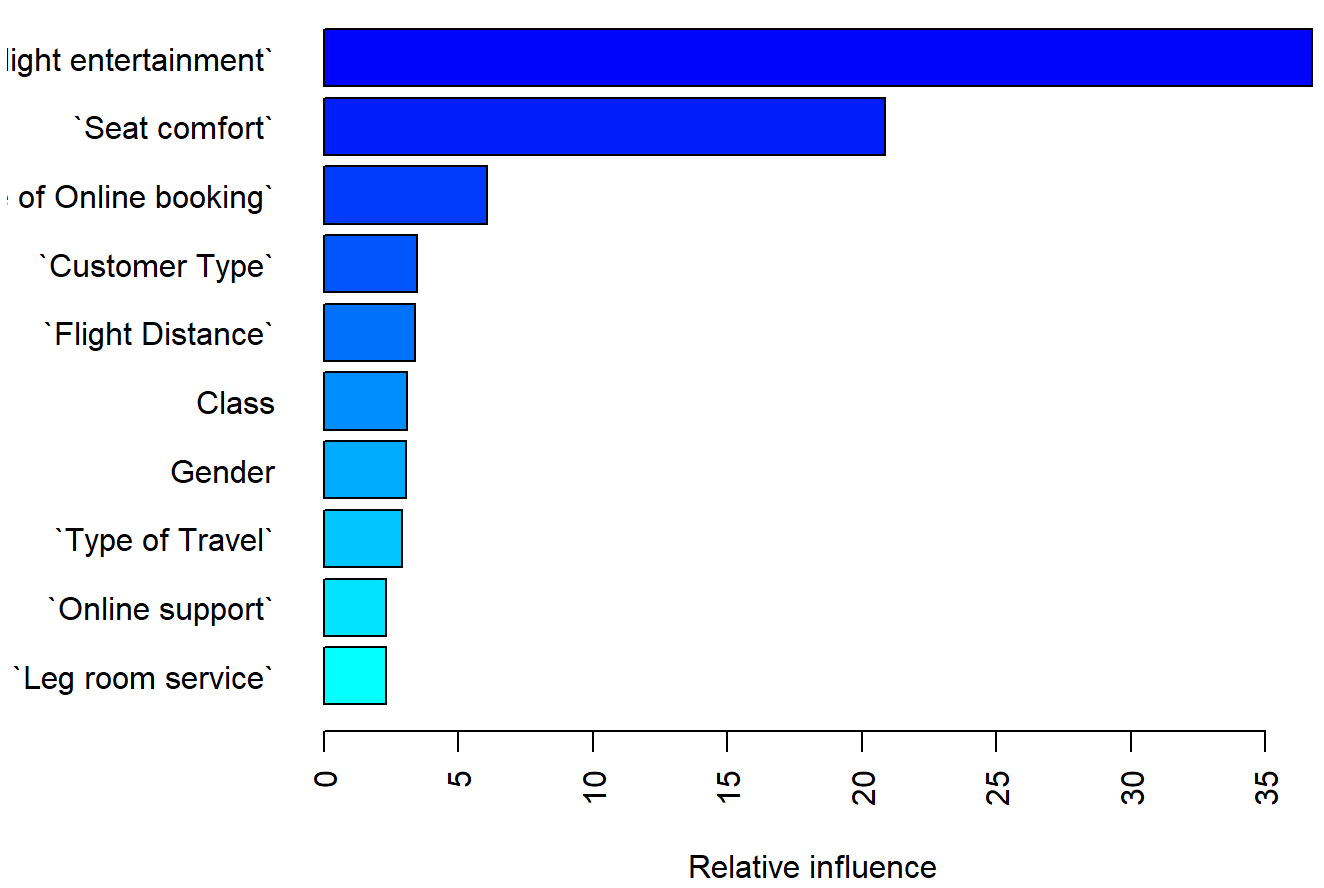 light entertainment`
`Seat comfort`
of Online booking`
`Customer Type`
`Flight Distance`
Class
Gender
`Type of Travel`
`Online support`
`Leg room service`
0 5 10 15 20 25 30 35
Relative influence